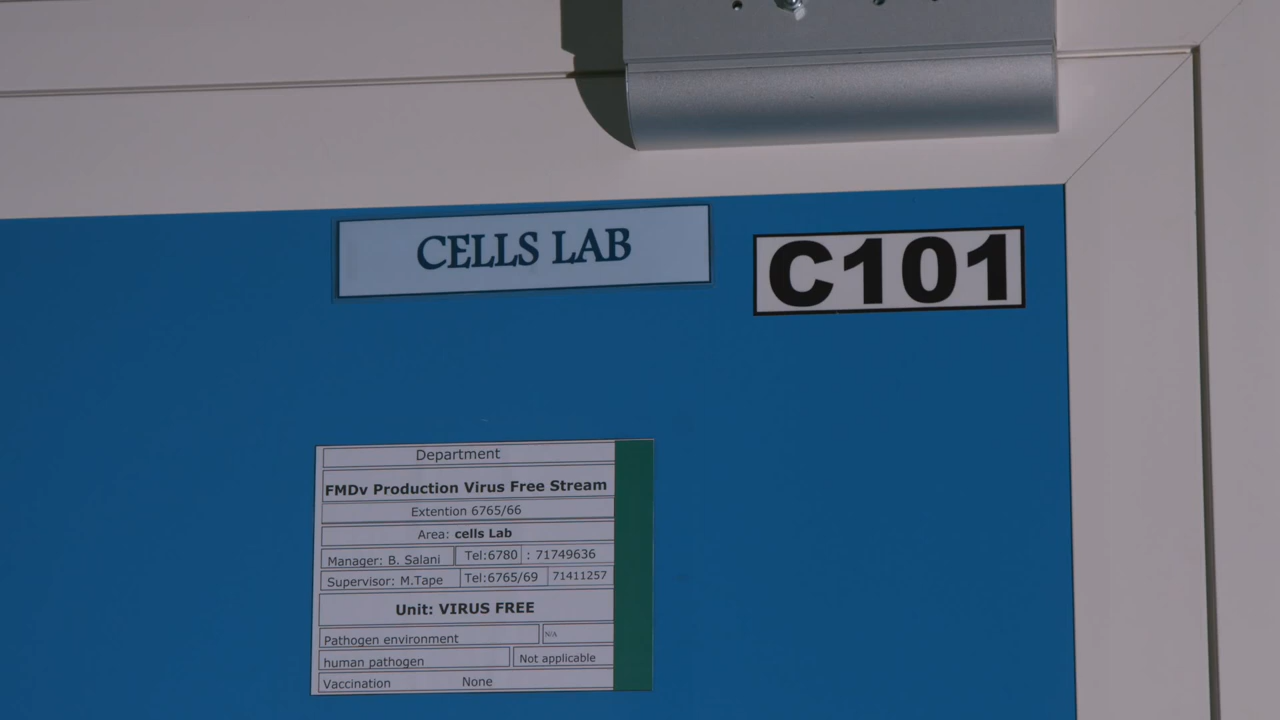 CELLS LAB
C101
Department
FMDv Production Virus Free Stream
Extention 6765/66
Area: cells Lab
Manager: B. Salani Tel:6780 : 71749636
Supervisor: M.Tape Tel:6765/69 71411257
Unit: VIRUS FREE
Pathogen environment N/A
human pathogen Not applicable
Vaccination None